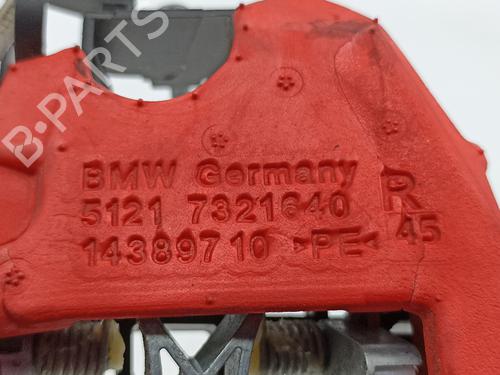 B-PARTS
BMW Germany
5121 7321640 R
14389710 >PE< 45